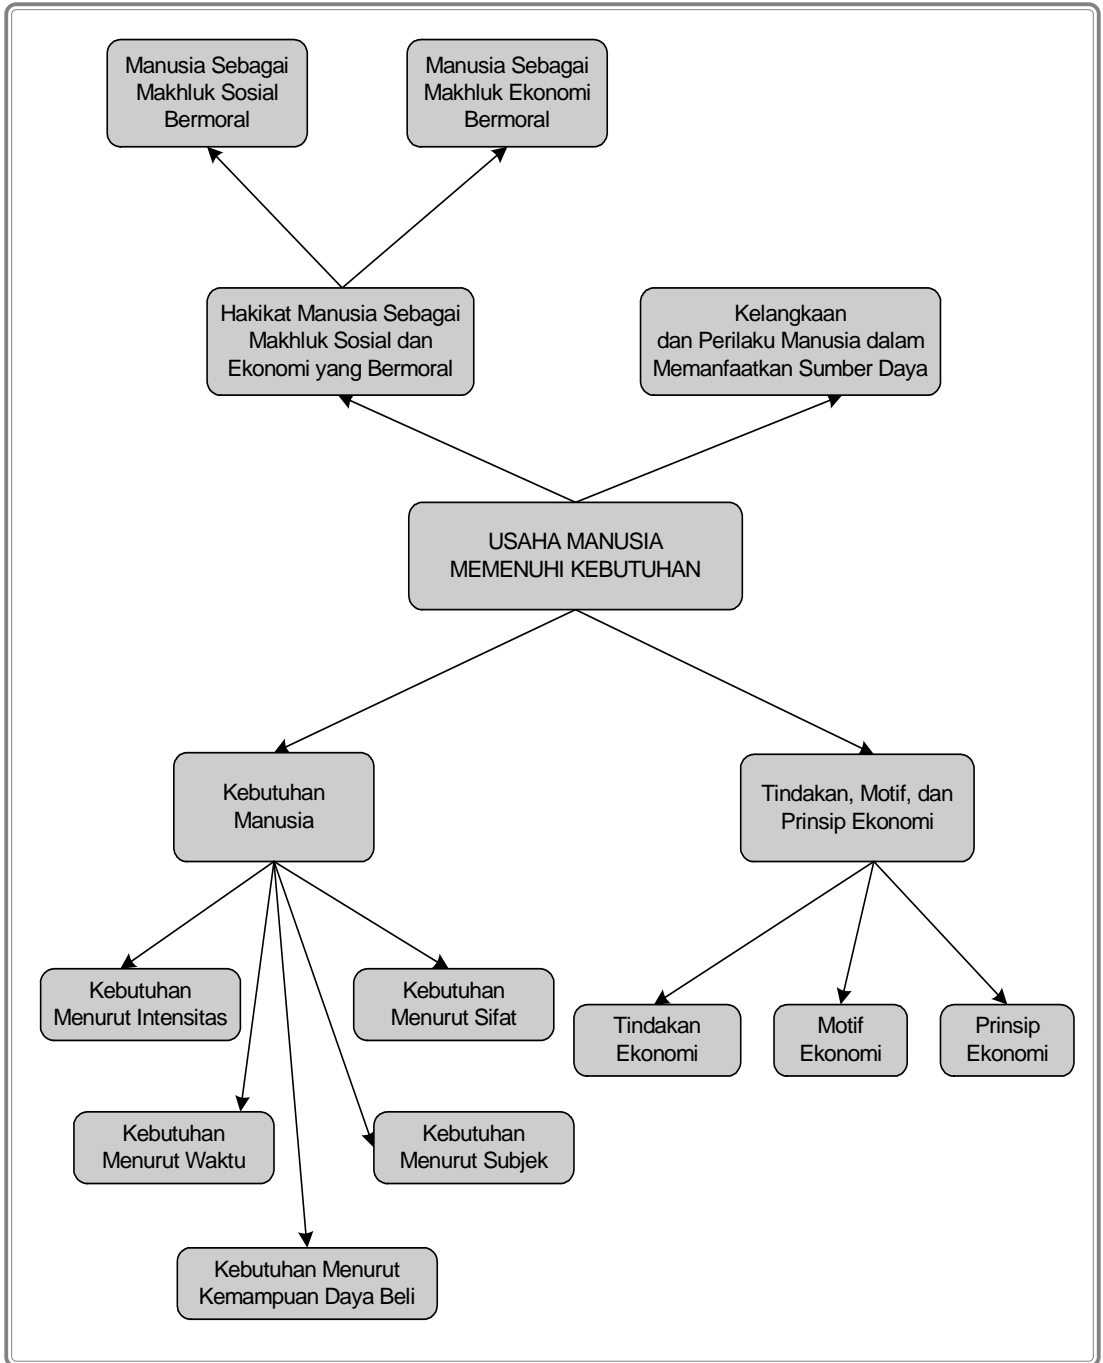 Manusia Sebagai
Makhluk Sosial
Bermoral
Manusia Sebagai
Makhluk Ekonomi
Bermoral
Hakikat Manusia Sebagai
Makhluk Sosial dan
Ekonomi yang Bermoral
Kelangkaan
dan Perilaku Manusia dalam
Memanfaatkan Sumber Daya
USAHA MANUSIA
MEMENUHI KEBUTUHAN
Kebutuhan
Manusia
Tindakan, Motif, dan
Prinsip Ekonomi
Kebutuhan
Menurut Intensitas
Kebutuhan
Menurut Sifat
Tindakan
Ekonomi
Motif
Ekonomi
Prinsip
Ekonomi
Kebutuhan
Menurut Waktu
Kebutuhan
Menurut Subjek
Kebutuhan Menurut
Kemampuan Daya Beli